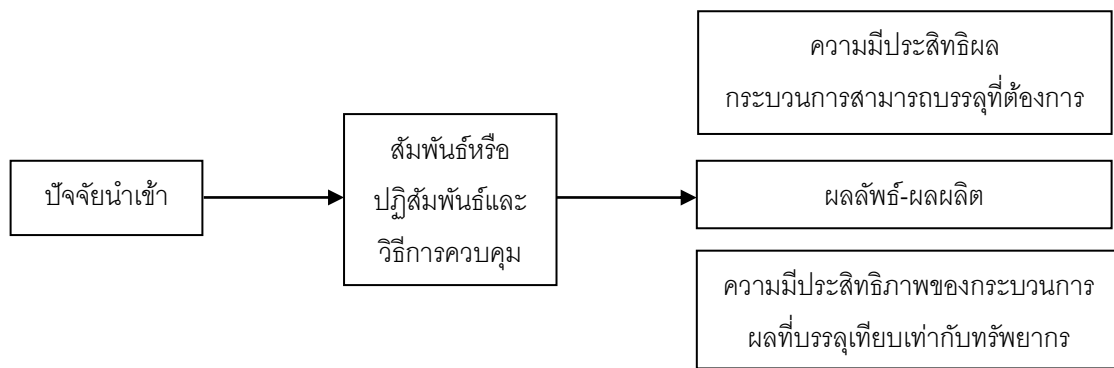 ความมีประสิทธิผล
กระบวนการสามารถบรรลุที่ต้องการ
ปัจจัยนำเข้า
สัมพันธ์หรือ
ปฏิสัมพันธ์และ
วิธีการควบคุม
ผลลัพธ์-ผลผลิต
ความมีประสิทธิภาพของกระบวนการ
ผลที่บรรลุเทียบเท่ากับทรัพยากร